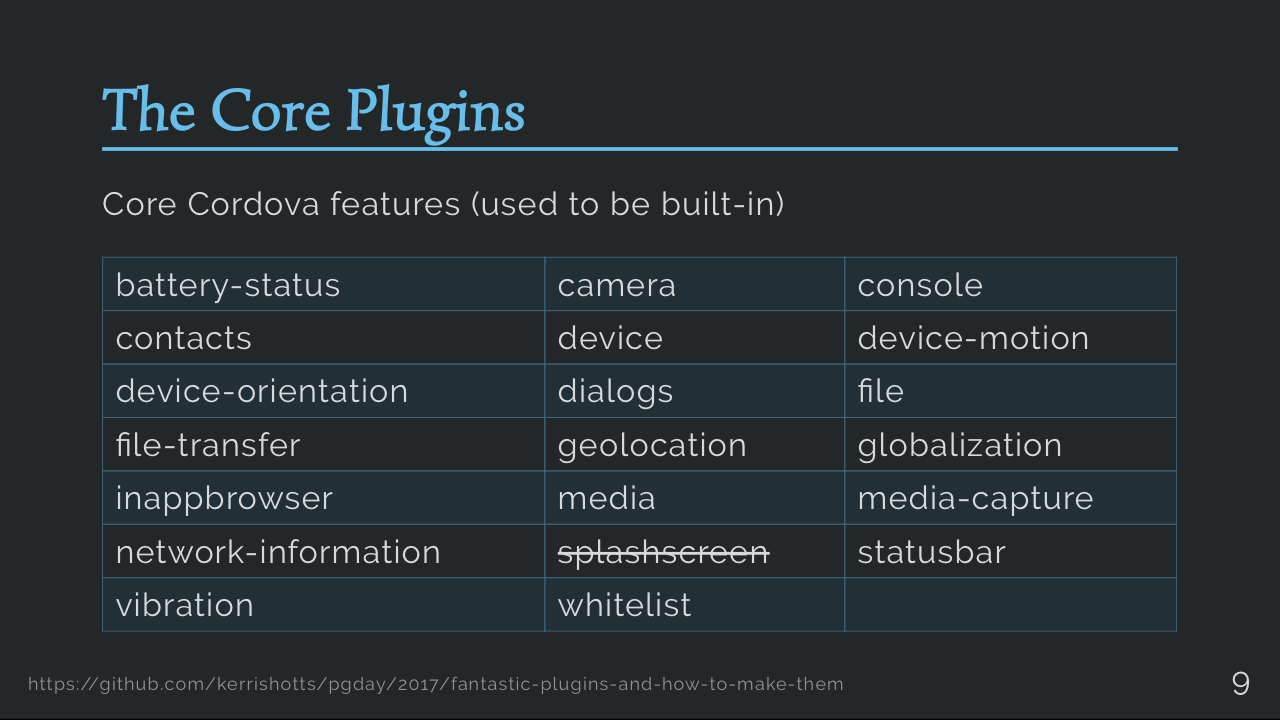 The Core Plugins
Core Cordova features (used to be built-in)
battery-status camera console
contacts device device-motion
device-orientation dialogs file
file-transfer geolocation globalization
inappbrowser media media-capture
network-information splashscreen statusbar
vibration whitelist
https://github.com/kerrishotts/pgday/2017/fantastic-plugins-and-how-to-make-them 9